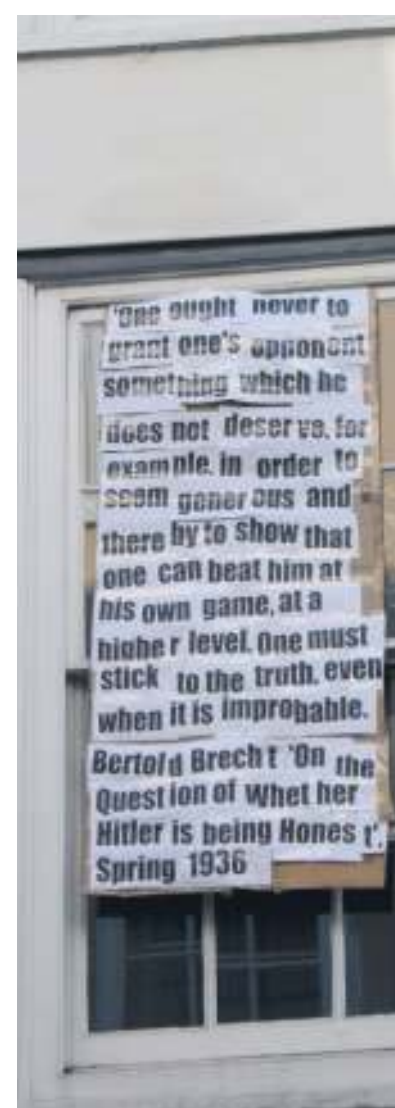 'One ought never to
grant one's opponent
something which he
does not deserve, for
example, in order to
seem generous and
there by to show that
one can beat him at
his own game, at a
higher level. One must
stick to the truth, even
when it is improbable.
Bertold Brecht 'On the
Question of Whether
Hitler is being Honest'.
Spring 1936